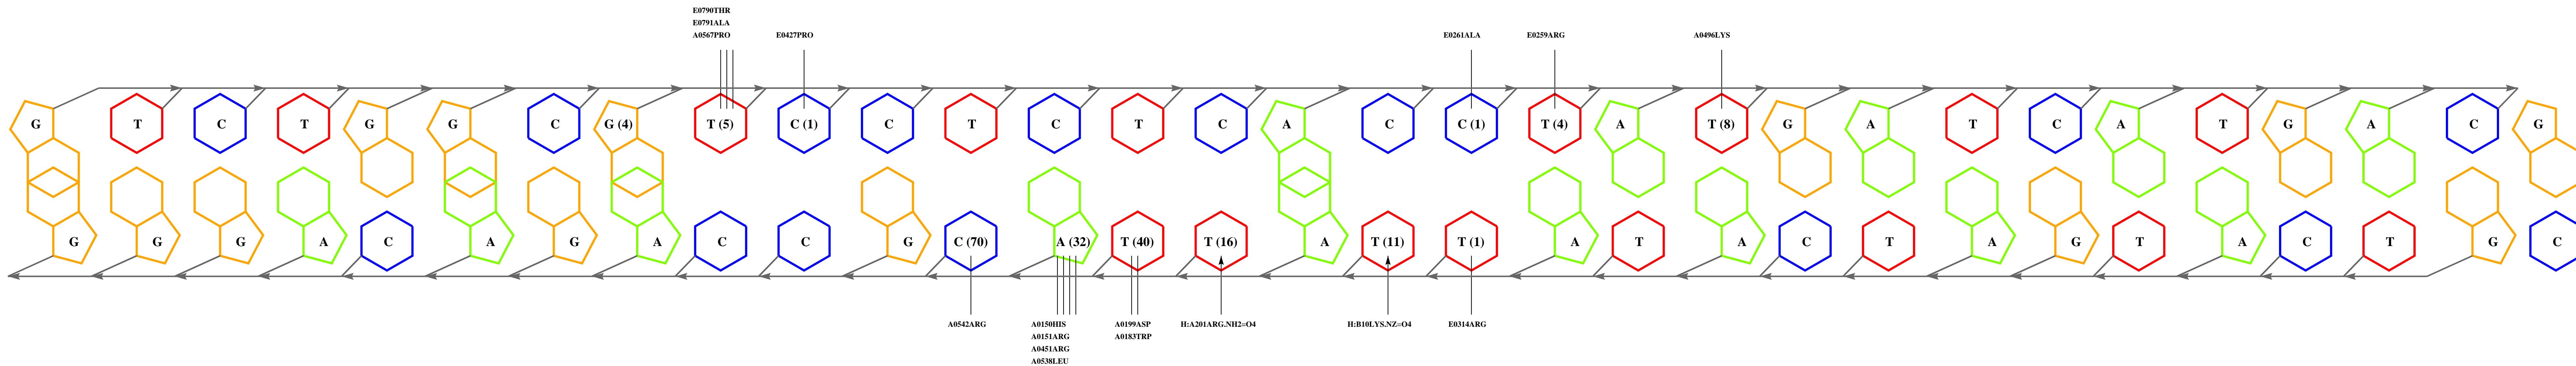 E0790THR
E0791ALA
A0567PRO E0427PRO E0261ALA E0259ARG A0496LYS
G T C T G G C G (4) T (5) C (1) C T C T C A C C (1) T (4) A T (8) G A T C A T G A C G
G G G A C A G A C C G C (70) A (32) T (40) T (16) A T (11) T (1) A T A C T A G T A C T G C
A0542ARG A0150HIS A0199ASP H:A201ARG.NH2=O4 H:B10LYS.NZ=O4 E0314ARG
A0151ARG A0183TRP
A0451ARG
A0538LEU